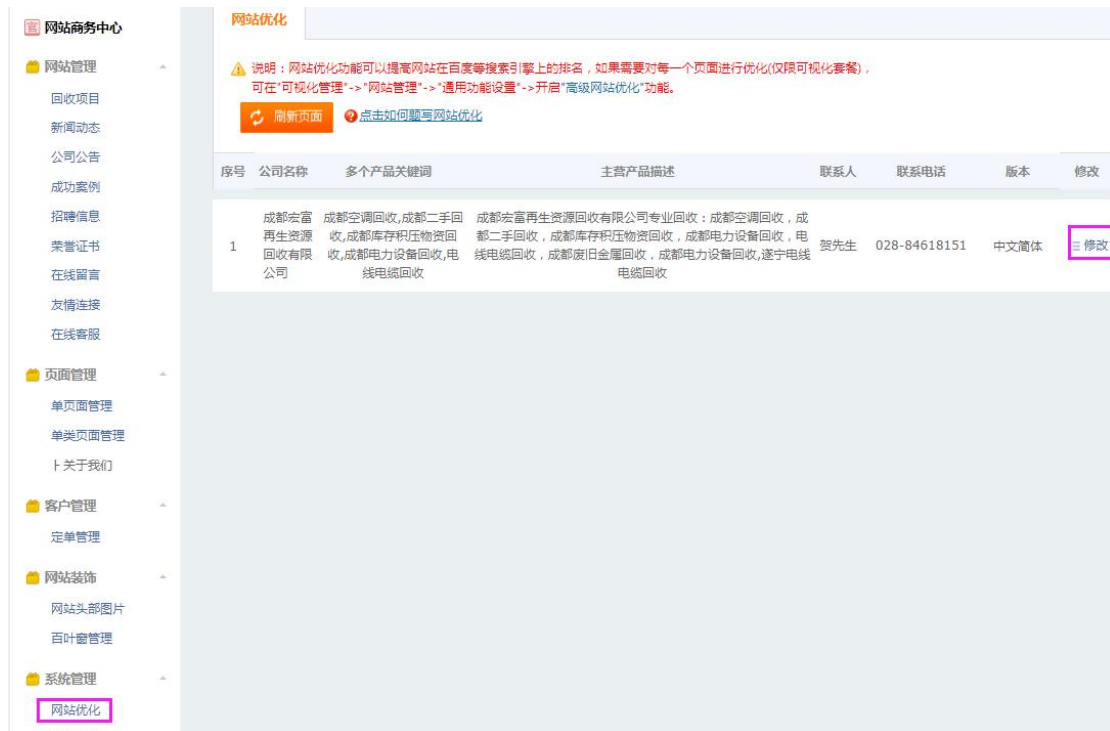 官 网站商务中心
网站管理
回收项目
新闻动态
公司公告
成功案例
招聘信息
荣誉证书
在线留言
友情连接
在线客服
页面管理
单页面管理
单类页面管理
├关于我们
客户管理
定单管理
网站装饰
网站头部图片
百叶窗管理
系统管理
网站优化
网站优化
说明：网站优化功能可以提高网站在百度等搜索引擎上的排名，如果需要对每一个页面进行优化(仅限可视化套餐)，
可在"可视化管理"->"网站管理"->"通用功能设置"->开启"高级网站优化"功能。
刷新页面 点击如何题写网站优化
序号 公司名称 多个产品关键词 主营产品描述 联系人 联系电话 版本 修改
1
成都宏富
再生资源
回收有限
公司
成都空调回收,成都二手回
收,成都库存积压物资回
收,成都电力设备回收,电
线电缆回收
成都宏富再生资源回收有限公司专业回收：成都空调回收，成
都二手回收，成都库存积压物资回收，成都电力设备回收，电
线电缆回收，成都废旧金属回收，成都电力设备回收,遂宁电线
电缆回收
贺先生
028-84618151
中文简体
修改